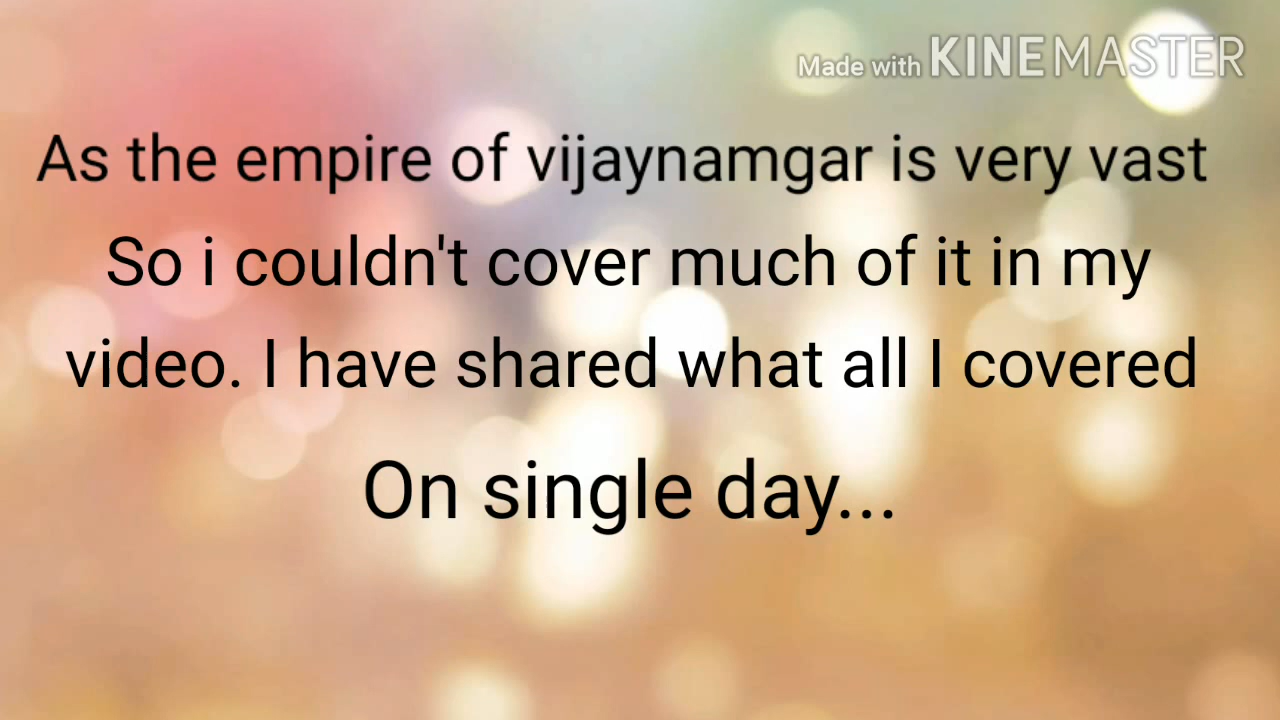 Made with KINEMASTER
As the empire of vijaynamgar is very vast
So i couldn't cover much of it in my
video. I have shared what all I covered
On single day...